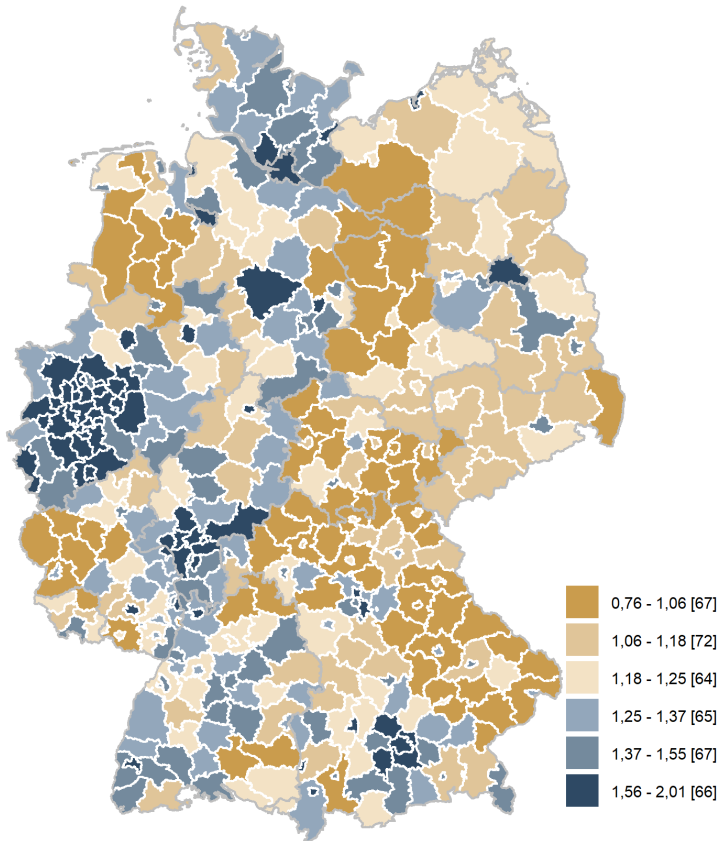 0,76 - 1,06 [67]
1,06 - 1,18 [72]
1,18 - 1,25 [64]
1,25 - 1,37 [65]
1,37 - 1,55 [67]
1,56 - 2,01 [66]